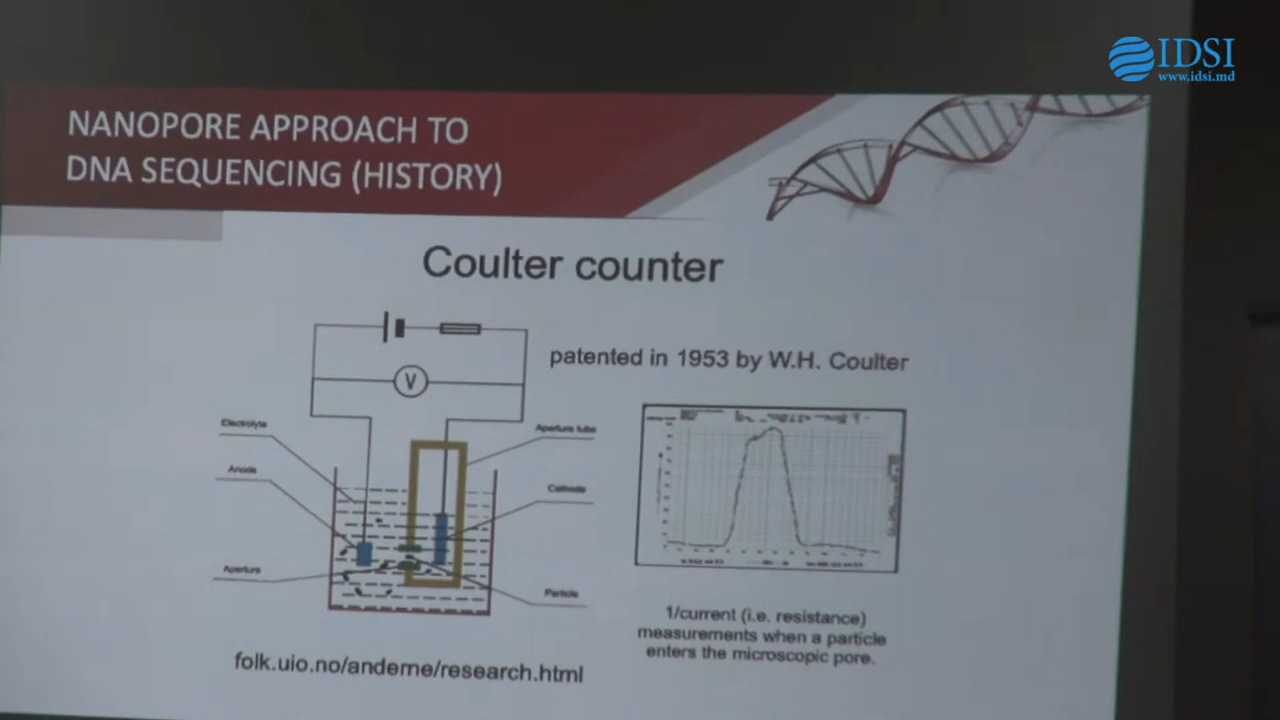 IDSI
www.idsi.md
NANOPORE APPROACH TO
DNA SEQUENCING (HISTORY)
Coulter counter
patented in 1953 by W.H. Coulter
V
Electrolyte
Aperture tube
Anode
Cathode
Aperture
Particle
1/current (i.e. resistance)
measurements when a particle
enters the microscopic pore.
folk.uio.no/anderne/research.html